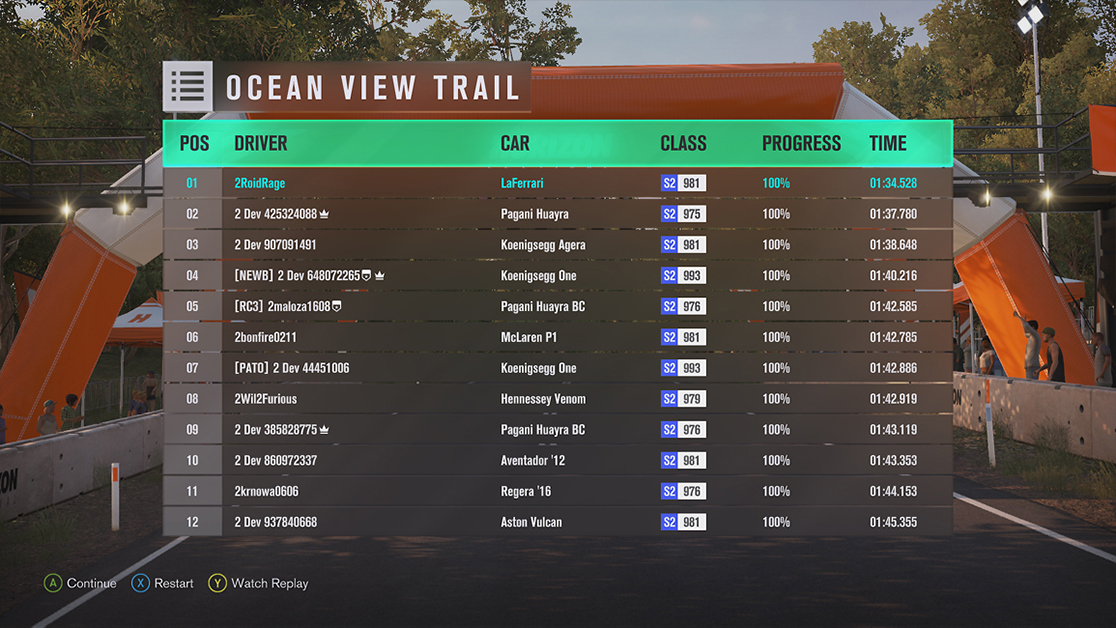 OCEAN VIEW TRAIL
POS DRIVER CAR CLASS PROGRESS TIME
01 2RoidRage LaFerrari S2 981 100% 01:34.528
02 2 Dev 425324088 Pagani Huayra S2 975 100% 01:37.780
03 2 Dev 907091491 Koenigsegg Agera S2 981 100% 01:38.648
04 [NEWB] 2 Dev 648072265 Koenigsegg One S2 993 100% 01:40.216
05 [RC3] 2maloza1608 Pagani Huayra BC S2 976 100% 01:42.585
06 2bonfire0211 McLaren P1 S2 981 100% 01:42.785
07 [PATO] 2 Dev 44451006 Koenigsegg One S2 993 100% 01:42.886
08 2Wil2Furious Hennessey Venom S2 979 100% 01:42.919
09 2 Dev 385828775 Pagani Huayra BC S2 976 100% 01:43.119
10 2 Dev 860972337 Aventador '12 S2 981 100% 01:43.353
11 2krnowa0606 Regera '16 S2 976 100% 01:44.153
12 2 Dev 937840668 Aston Vulcan S2 981 100% 01:45.355
A Continue X Restart Y Watch Replay